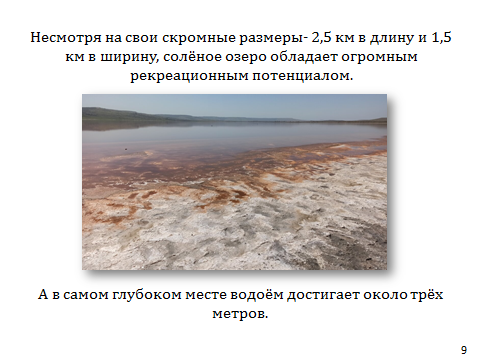 Несмотря на свои скромные размеры- 2,5 км в длину и 1,5
км в ширину, солёное озеро обладает огромным
рекреационным потенциалом.
А в самом глубоком месте водоём достигает около трёх
метров.
9